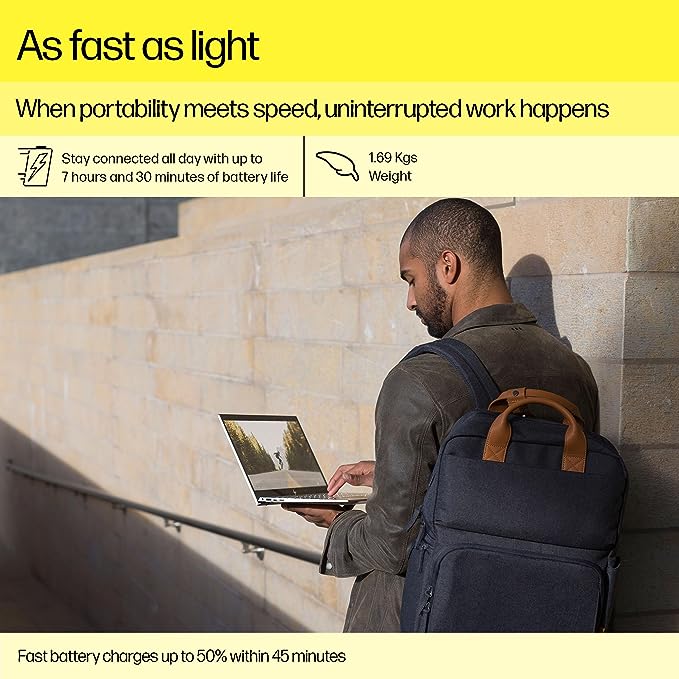 As fast as light
When portability meets speed, uninterrupted work happens
Stay connected all day with up to
7 hours and 30 minutes of battery life
1.69 Kgs
Weight
Fast battery charges up to 50% within 45 minutes